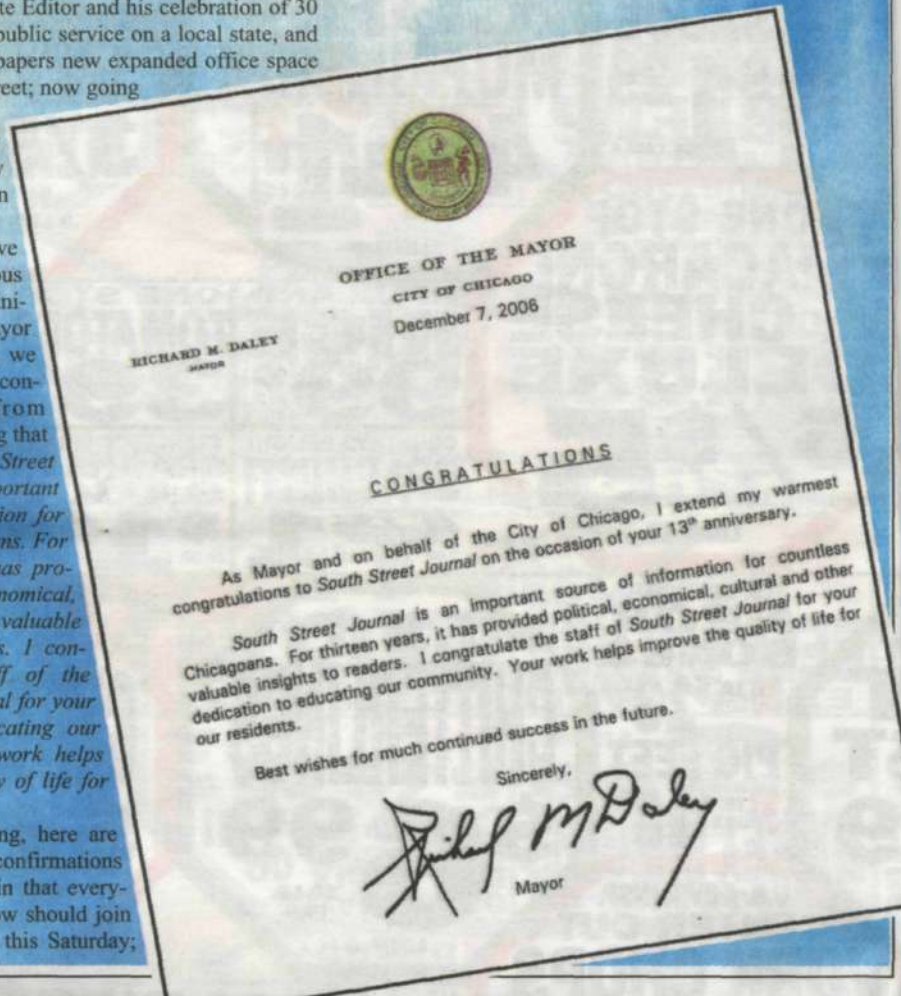 te Editor and his celebration of 30
public service on a local state, and
papers new expanded office space
reet; now going
n
ve
ous
ni-
yor
we
con-
from
g that
Street
portant
ion for
ns. For
as pro-
nomical,
valuable
s. I con-
ff of the
al for your
cating our
work helps
y of life for
ng, here are
confirmations
in that every-
ow should join
this Saturday;
OFFICE OF THE MAYOR
CITY OF CHICAGO
December 7, 2006
RICHARD M. DALEY
MAYOR
CONGRATULATIONS
As Mayor and on behalf of the City of Chicago, I extend my warmest
congratulations to South Street Journal on the occasion of your 13th anniversary.
South Street Journal is an important source of information for countless
Chicagoans. For thirteen years, it has provided political, economical, cultural and other
valuable insights to readers. I congratulate the staff of South Street Journal for your
dedication to educating our community. Your work helps improve the quality of life for
our residents.
Best wishes for much continued success in the future.
Sincerely,
Richard M Daley
Mayor